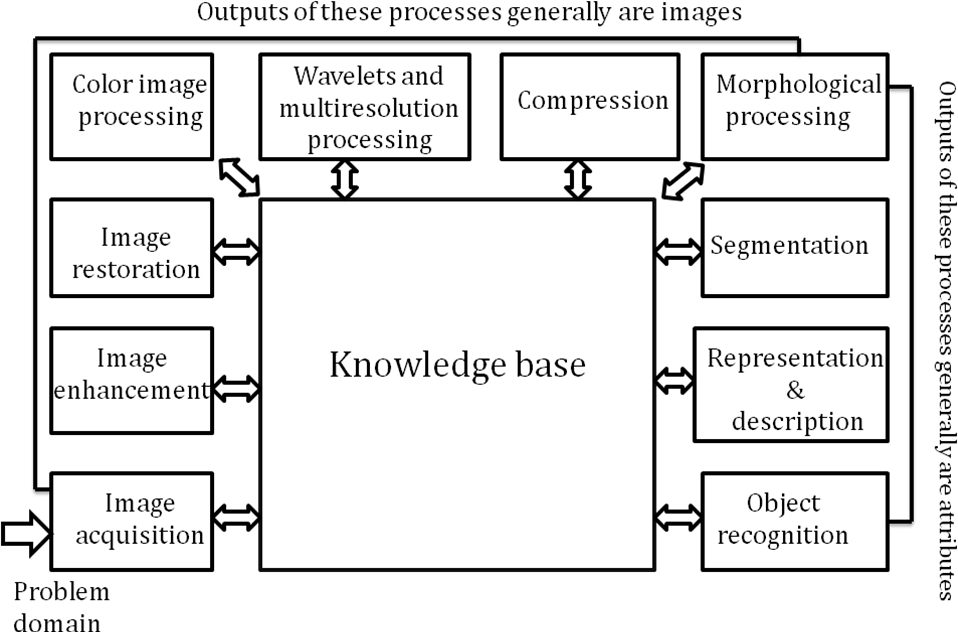 Outputs of these processes generally are images
Color image
processing
Wavelets and
multiresolution
processing
Compression
Morphological
processing
Outputs of these processes generally are attributes
Image
restoration
Segmentation
Image
enhancement
Knowledge base
Representation
&
description
Image
acquisition
Object
recognition
Problem
domain